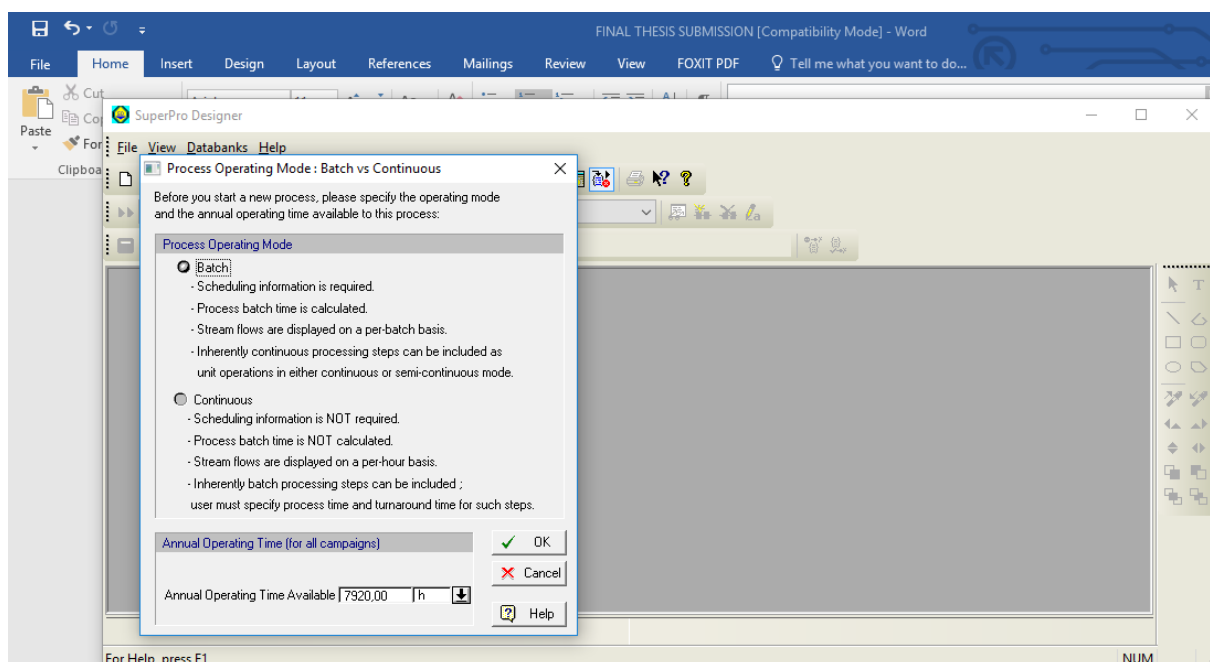 FINAL THESIS SUBMISSION [Compatibility Mode] - Word
File Home Insert Design Layout References Mailings Review View FOXIT PDF Tell me what you want to do...
Cut
Paste
For
Clipboa
SuperPro Designer
File View Databanks Help
Process Operating Mode : Batch vs Continuous
Before you start a new process, please specify the operating mode
and the annual operating time available to this process:
Process Operating Mode
Batch
- Scheduling information is required.
- Process batch time is calculated.
- Stream flows are displayed on a per-batch basis.
- Inherently continuous processing steps can be included as
unit operations in either continuous or semi-continuous mode.
Continuous
- Scheduling information is NOT required.
- Process batch time is NOT calculated.
- Stream flows are displayed on a per-hour basis.
- Inherently batch processing steps can be included ;
user must specify process time and turnaround time for such steps.
Annual Operating Time (for all campaigns)
OK
Cancel
Annual Operating Time Available 7920,00 h
Help
For Help, press F1
NUM